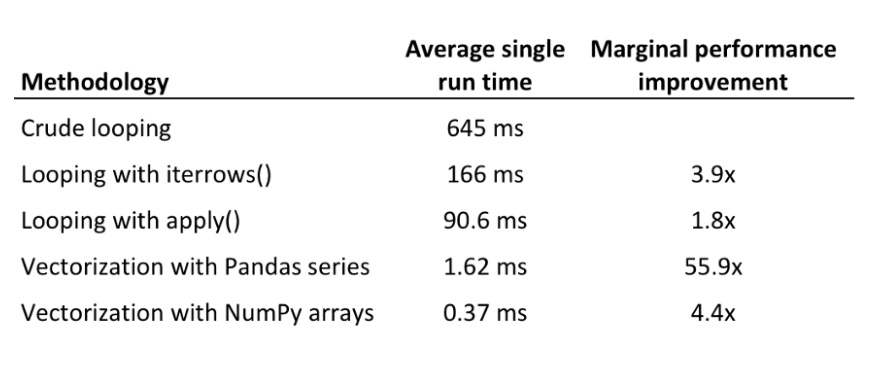 Average single Marginal performance
Methodology run time improvement
Crude looping 645 ms
Looping with iterrows() 166 ms 3.9x
Looping with apply() 90.6 ms 1.8x
Vectorization with Pandas series 1.62 ms 55.9x
Vectorization with NumPy arrays 0.37 ms 4.4x